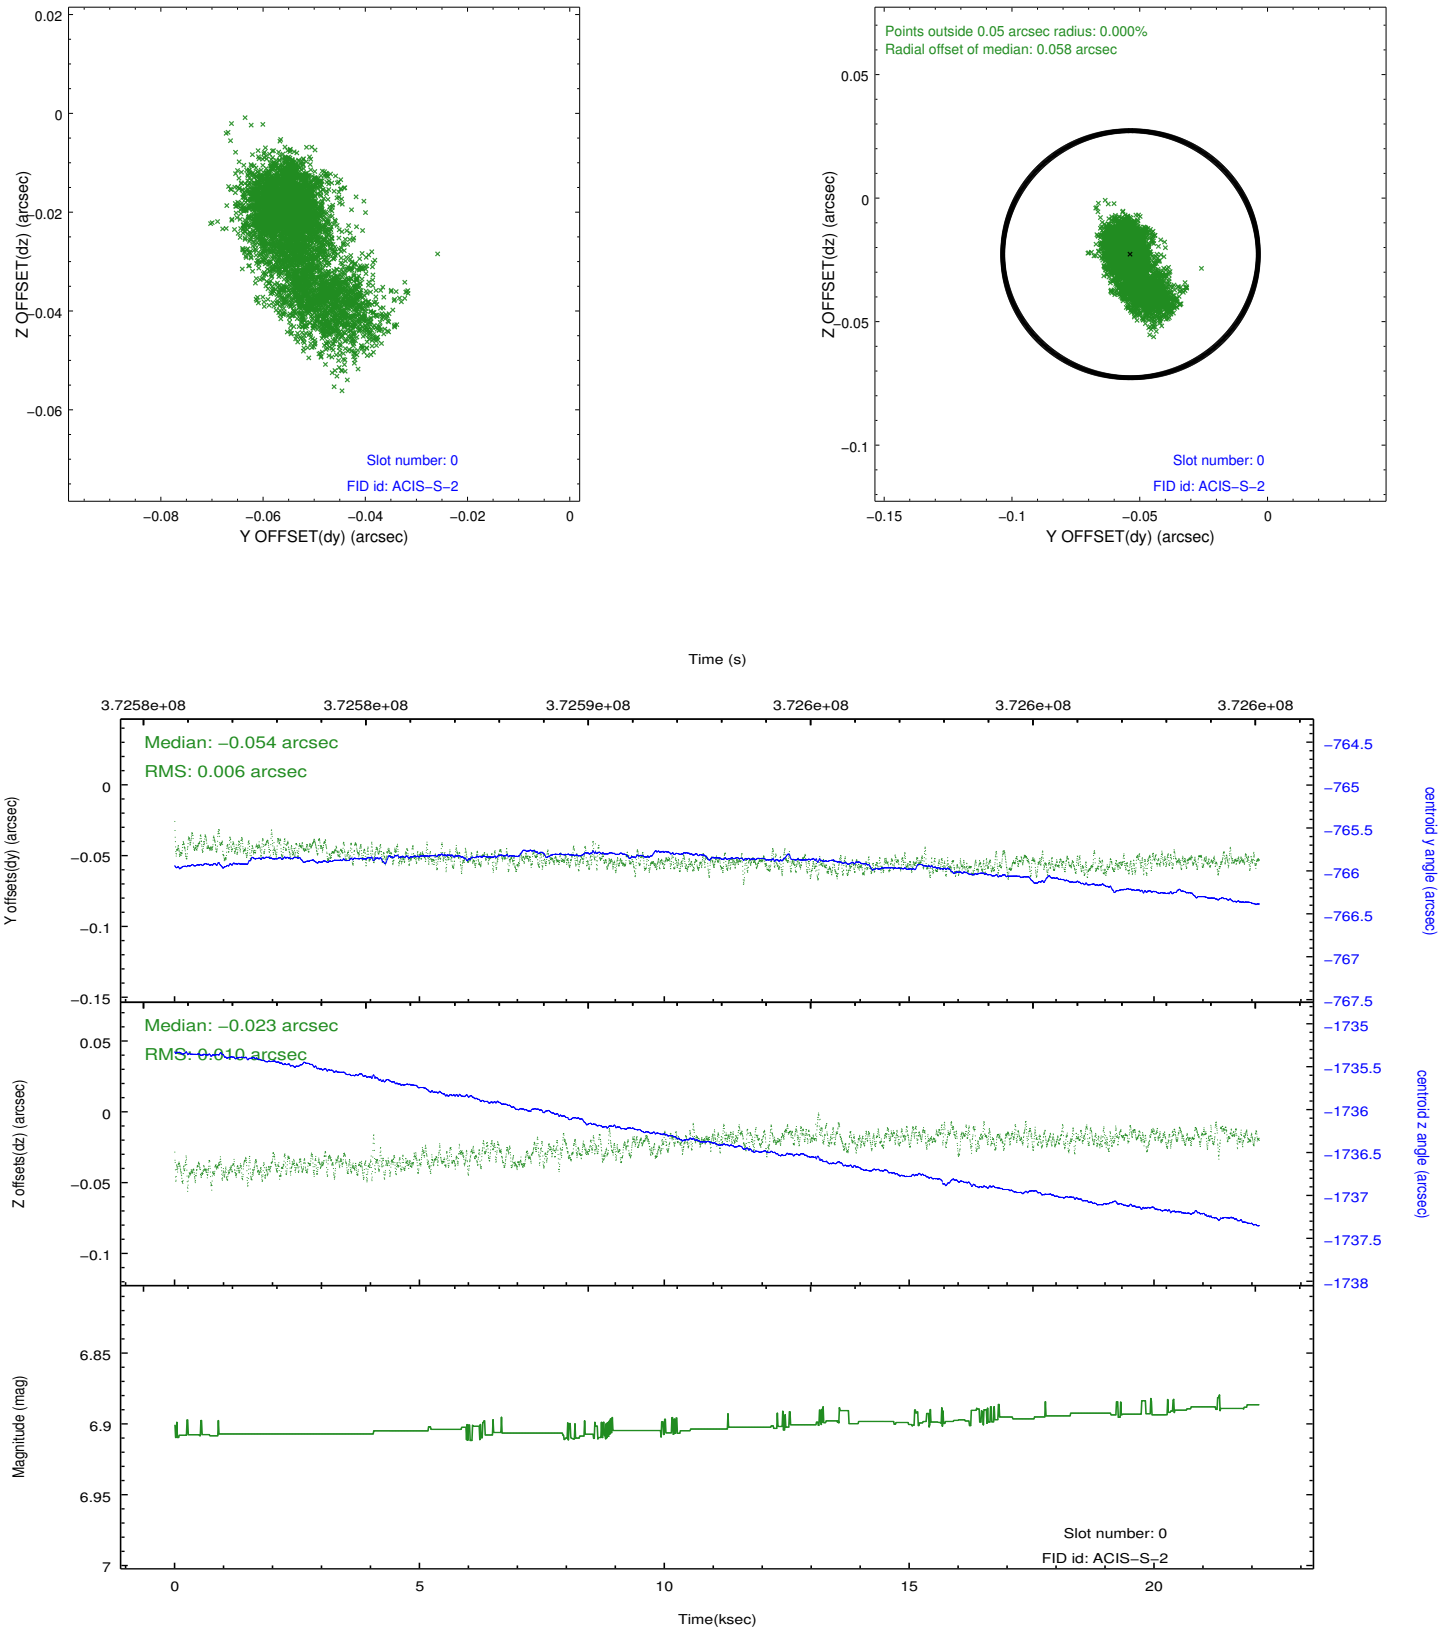 0.02
0
−0.02
−0.04
−0.06
Z OFFSET(dz) (arcsec)
Slot number: 0
FID id: ACIS−S−2
−0.08
−0.06
−0.04
−0.02
0
Y OFFSET(dy) (arcsec)
Points outside 0.05 arcsec radius: 0.000%
Radial offset of median: 0.058 arcsec
0.05
0
−0.05
−0.1
Z OFFSET(dz) (arcsec)
Slot number: 0
FID id: ACIS−S−2
−0.15
−0.1
−0.05
0
Y OFFSET(dy) (arcsec)
Time (s)
3.7258e+08
3.7258e+08
3.7259e+08
3.726e+08
3.726e+08
3.726e+08
Median: −0.054 arcsec
RMS: 0.006 arcsec
0
−0.05
−0.1
−0.15
Y offsets(dy) (arcsec)
−764.5
−765
−765.5
−766
−766.5
−767
−767.5
centroid y angle (arcsec)
Median: −0.023 arcsec
RMS: 0.010 arcsec
0.05
0
−0.05
−0.1
Z offsets(dz) (arcsec)
−1735
−1735.5
−1736
−1736.5
−1737
−1737.5
−1738
centroid z angle (arcsec)
6.85
6.9
6.95
7
Magnitude (mag)
Slot number: 0
FID id: ACIS−S−2
0
5
10
15
20
Time(ksec)